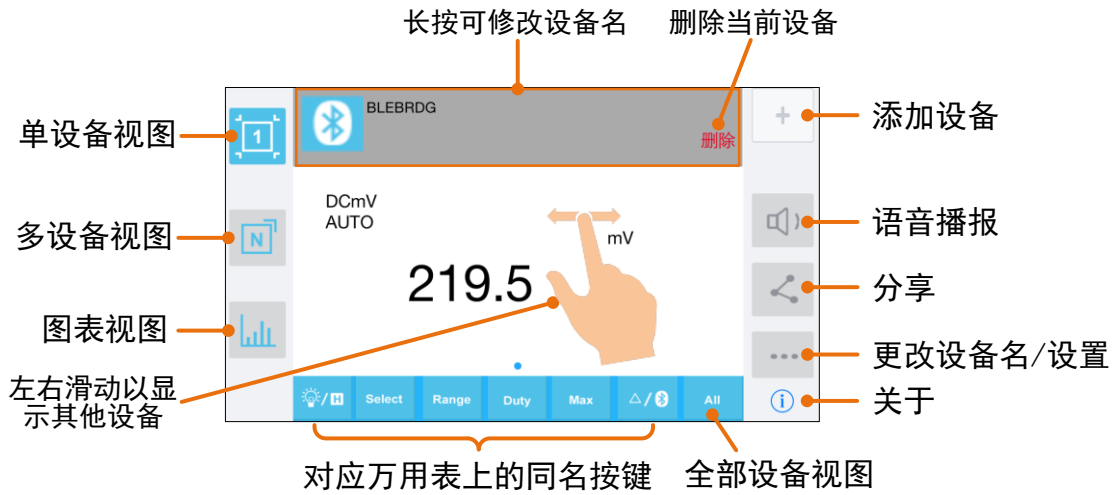 长按可修改设备名
删除当前设备
BLEBRDG
删除
+
添加设备
单设备视图
1
DCmV
AUTO
mV
219.5
语音播报
多设备视图
N
分享
图表视图
更改设备名/设置
左右滑动以显
示其他设备
/H
Select
Range
Duty
Max
△/
All
i
关于
对应万用表上的同名按键
全部设备视图